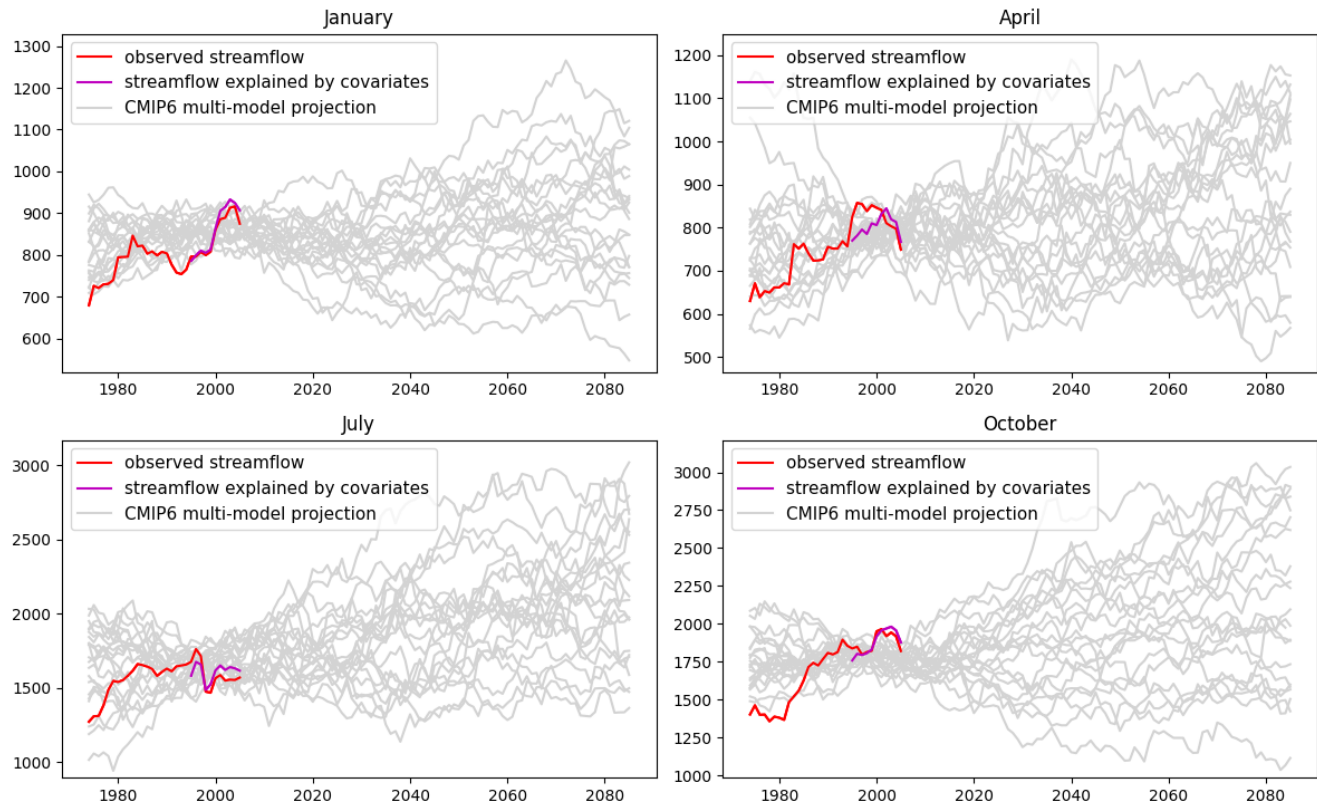 January
1300
1200
1100
1000
900
800
700
600
observed streamflow
streamflow explained by covariates
CMIP6 multi-model projection
1980 2000 2020 2040 2060 2080
April
1200
1100
1000
900
800
700
600
500
observed streamflow
streamflow explained by covariates
CMIP6 multi-model projection
1980 2000 2020 2040 2060 2080
July
3000
2500
2000
1500
1000
observed streamflow
streamflow explained by covariates
CMIP6 multi-model projection
1980 2000 2020 2040 2060 2080
October
3000
2750
2500
2250
2000
1750
1500
1250
1000
observed streamflow
streamflow explained by covariates
CMIP6 multi-model projection
1980 2000 2020 2040 2060 2080